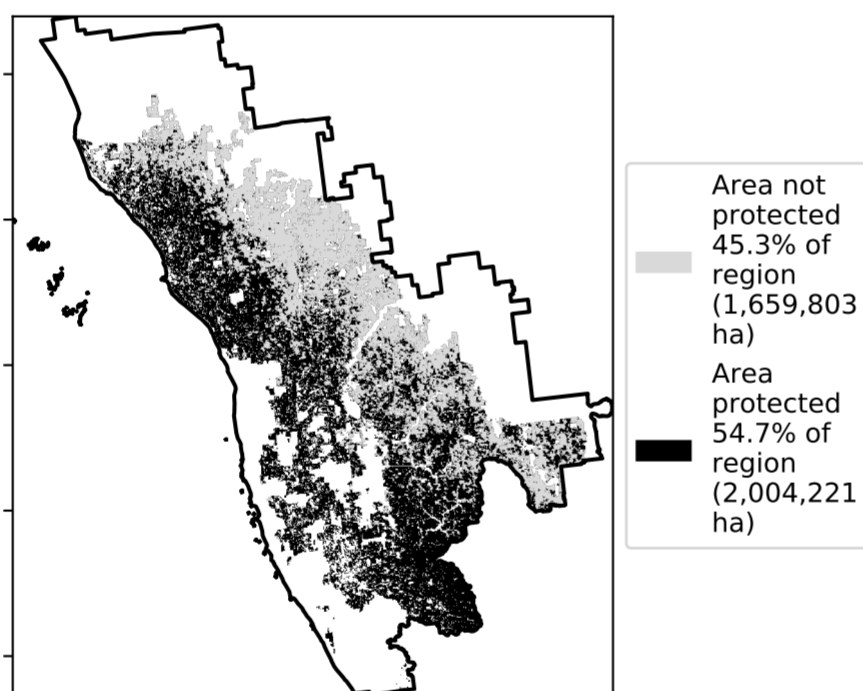 Area not
protected
45.3% of
region
(1,659,803
ha)
Area
protected
54.7% of
region
(2,004,221
ha)